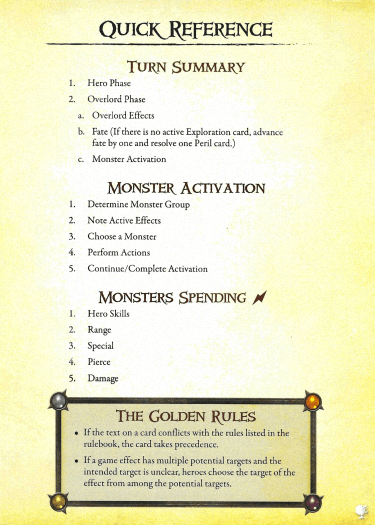 Quick Reference
Turn Summary
1. Hero Phase
2. Overlord Phase
a. Overlord Effects
b. Fate (If there is no active Exploration card, advance
fate by one and resolve one Peril card.)
c. Monster Activation
Monster Activation
1. Determine Monster Group
2. Note Active Effects
3. Choose a Monster
4. Perform Actions
5. Continue/Complete Activation
Monsters Spending
1. Hero Skills
2. Range
3. Special
4. Pierce
5. Damage
The Golden Rules
• If the text on a card conflicts with the rules listed in the
rulebook, the card takes precedence.
• If a game effect has multiple potential targets and the
intended target is unclear, heroes choose the target of the
effect from among the potential targets.